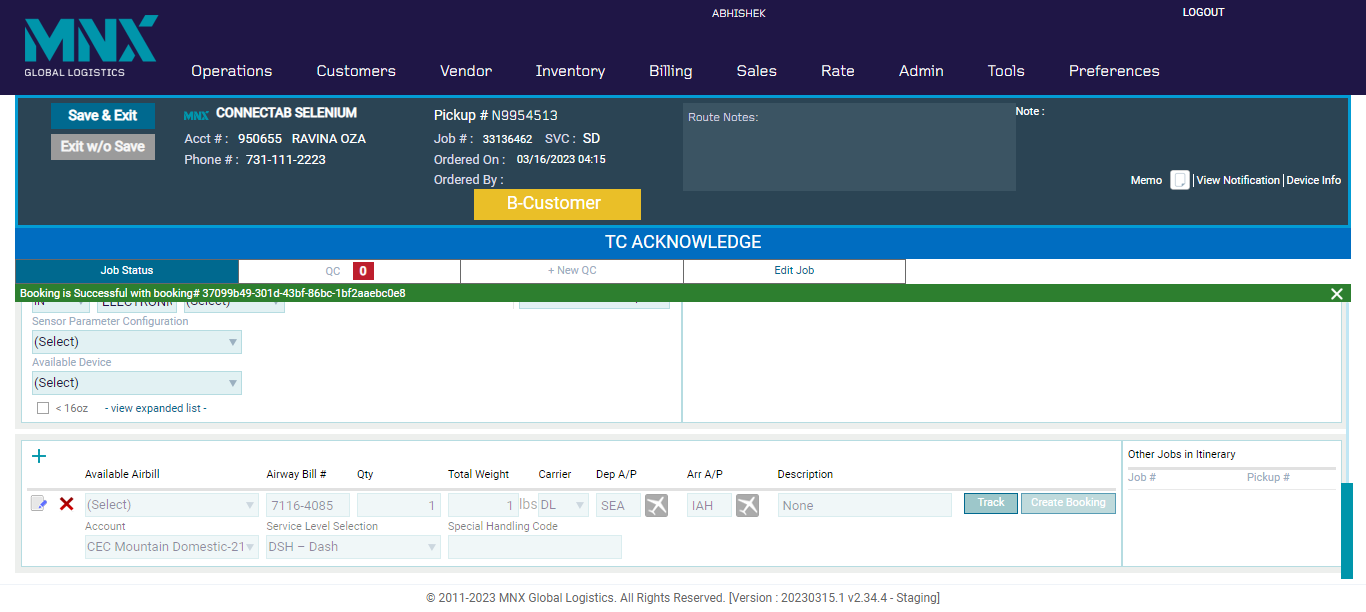 ABHISHEK
LOGOUT
MNX
GLOBAL LOGISTICS
Operations Customers Vendor Inventory Billing Sales Rate Admin Tools Preferences
Save & Exit
Exit w/o Save
MNX CONNECTAB SELENIUM
Acct # : 950655 RAVINA OZA
Phone # : 731-111-2223
Pickup # N9954513
Job # : 33136462 SVC : SD
Ordered On : 03/16/2023 04:15
Ordered By :
B-Customer
Route Notes:
Note :
Memo | View Notification | Device Info
TC ACKNOWLEDGE
Job Status QC 0 + New QC Edit Job
Booking is Successful with booking# 37099b49-301d-43bf-86bc-1bf2aaebc0e8
IN ELECTRONI (Select)
Sensor Parameter Configuration
(Select)
Available Device
(Select)
< 16oz - view expanded list -
Available Airbill Airway Bill # Qty Total Weight Carrier Dep A/P Arr A/P Description
(Select) 7116-4085 1 1 lbs DL SEA IAH None Track Create Booking
Account Service Level Selection Special Handling Code
CEC Mountain Domestic-21 DSH – Dash
Other Jobs in Itinerary
Job # Pickup #
© 2011-2023 MNX Global Logistics. All Rights Reserved. [Version : 20230315.1 v2.34.4 - Staging]